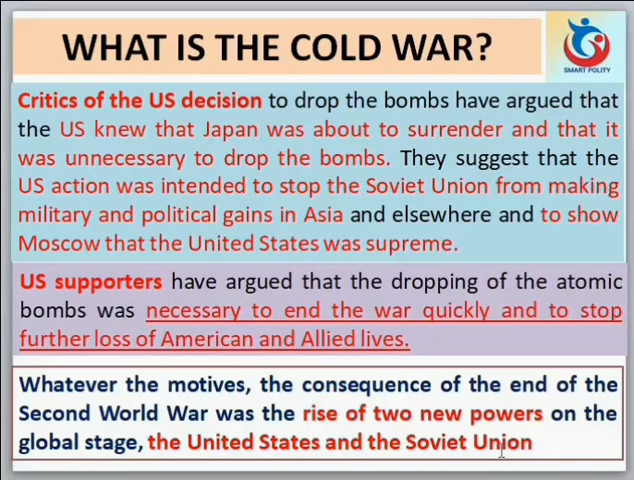 WHAT IS THE COLD WAR?
SMART POLITY
Critics of the US decision to drop the bombs have argued that
the US knew that Japan was about to surrender and that it
was unnecessary to drop the bombs. They suggest that the
US action was intended to stop the Soviet Union from making
military and political gains in Asia and elsewhere and to show
Moscow that the United States was supreme.
US supporters have argued that the dropping of the atomic
bombs was necessary to end the war quickly and to stop
further loss of American and Allied lives.
Whatever the motives, the consequence of the end of the
Second World War was the rise of two new powers on the
global stage, the United States and the Soviet Union